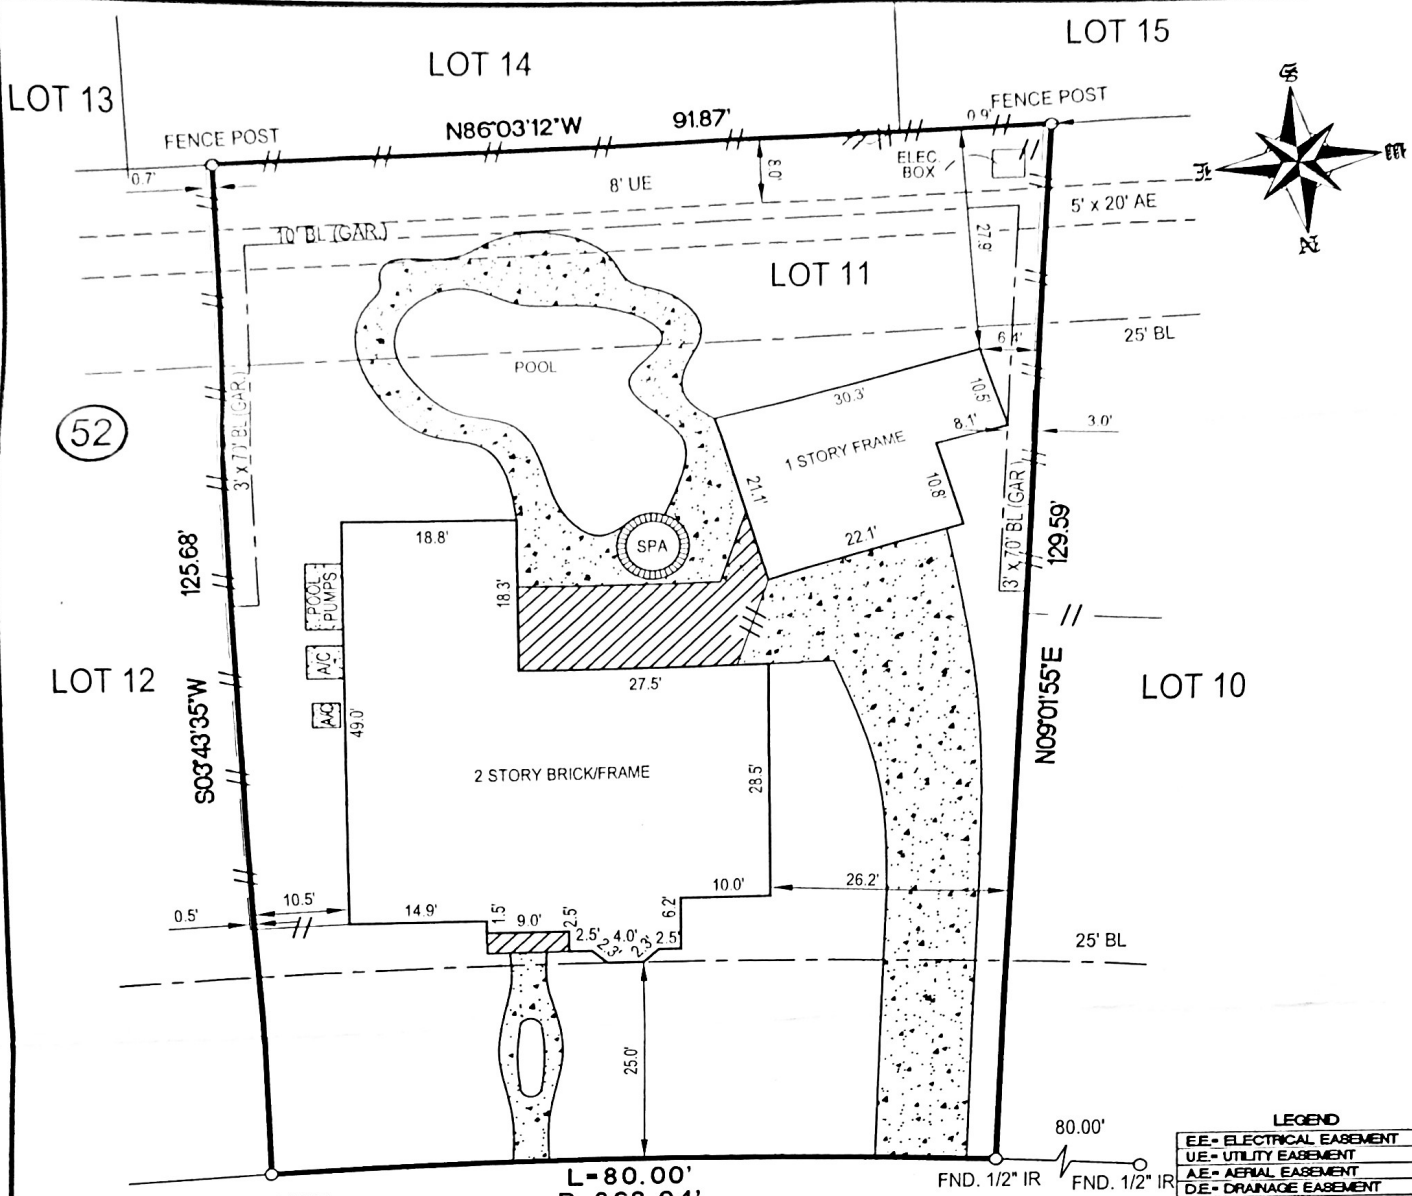 LOT 15
LOT 14
LOT 13
FENCE POST
FENCE POST
N86°03'12"W
91.87'
0.9'
ELEC.
BOX
0.7'
8' UE
8.0'
5' x 20' AE
10' BL (GAR.)
27.9'
LOT 11
25' BL
6.4'
POOL
30.3'
10.5'
8.1'
3.0'
52
3' x 70' BL (GAR.)
1 STORY FRAME
21.1'
10.8'
22.1'
3' x 70' BL (GAR.)
129.59'
125.68'
18.8'
SPA
18.3'
POOL
PUMPS
A/C
A/C
LOT 12
LOT 10
27.5'
49.0'
S03°43'35"W
N09°01'55"E
2 STORY BRICK/FRAME
28.5'
10.0'
26.2'
10.5'
0.5'
14.9'
1.5'
9.0'
2.5'
2.5'
2.3'
4.0'
2.3'
2.5'
6.2'
25' BL
25.0'
80.00'
L=80.00'
FND. 1/2" IR
FND. 1/2" IR
LEGEND
E.E.- ELECTRICAL EASEMENT
U.E.- UTILITY EASEMENT
A.E.- AERIAL EASEMENT
D.E.- DRAINAGE EASEMENT